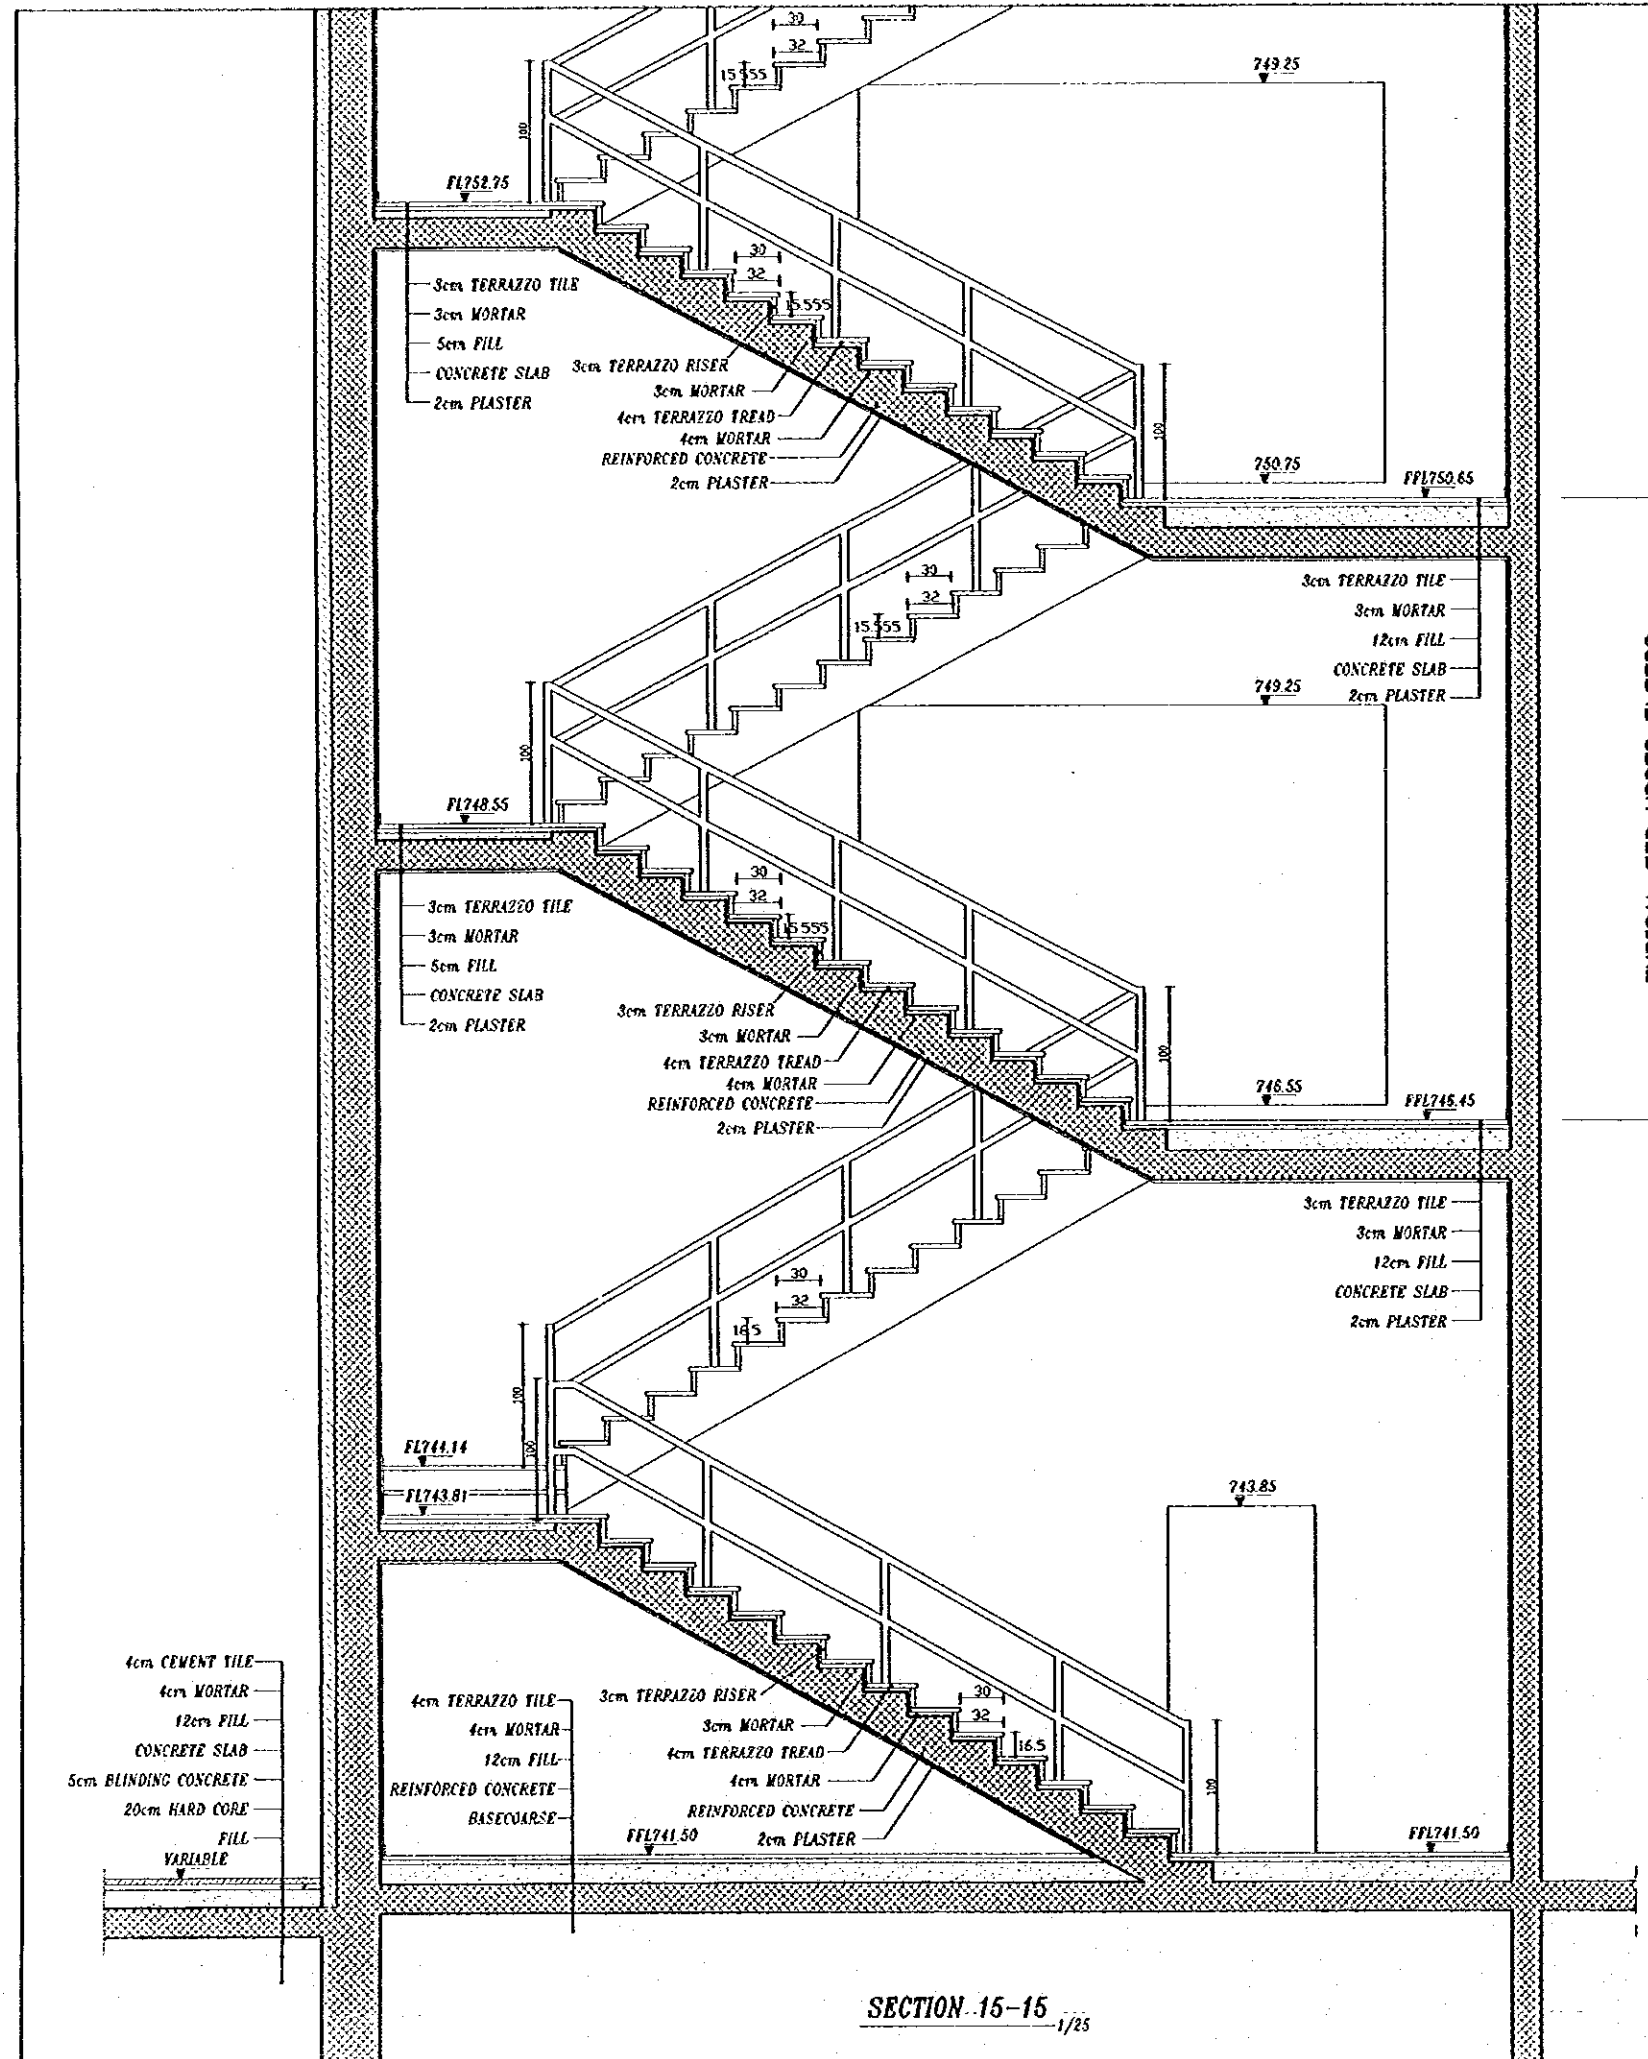 30
32
15.555
749.25
100
FL752.75
30
32
15.555
3cm TERRAZZO TILE
3cm MORTAR
5cm FILL
CONCRETE SLAB
2cm PLASTER
3cm TERRAZZO RISER
3cm MORTAR
4cm TERRAZZO TREAD
4cm MORTAR
REINFORCED CONCRETE
2cm PLASTER
100
750.75
FFL750.65
3cm TERRAZZO TILE
3cm MORTAR
12cm FILL
CONCRETE SLAB
2cm PLASTER
30
32
15.555
749.25
100
FL748.55
30
32
15.555
3cm TERRAZZO TILE
3cm MORTAR
5cm FILL
CONCRETE SLAB
2cm PLASTER
3cm TERRAZZO RISER
3cm MORTAR
4cm TERRAZZO TREAD
4cm MORTAR
REINFORCED CONCRETE
2cm PLASTER
100
746.55
FFL746.45
3cm TERRAZZO TILE
3cm MORTAR
12cm FILL
CONCRETE SLAB
2cm PLASTER
30
32
16.5
100
100
FL744.14
FL743.81
743.85
4cm CEMENT TILE
4cm MORTAR
12cm FILL
CONCRETE SLAB
5cm BLINDING CONCRETE
20cm HARD CORE
FILL
VARIABLE
4cm TERRAZZO TILE
4cm MORTAR
12cm FILL
REINFORCED CONCRETE
BASECOARSE
3cm TERRAZZO RISER
3cm MORTAR
4cm TERRAZZO TREAD
4cm MORTAR
REINFORCED CONCRETE
2cm PLASTER
30
32
16.5
100
FFL741.50
FFL741.50
SECTION 15-15
1/25